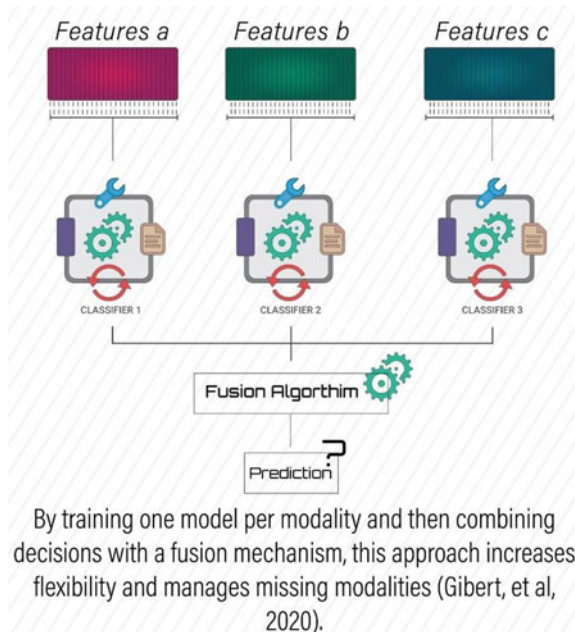 Features a Features b Features c
CLASSIFIER 1 CLASSIFIER 2 CLASSIFIER 3
Fusion Algorthim
Prediction ?
By training one model per modality and then combining
decisions with a fusion mechanism, this approach increases
flexibility and manages missing modalities (Gibert, et al,
2020).